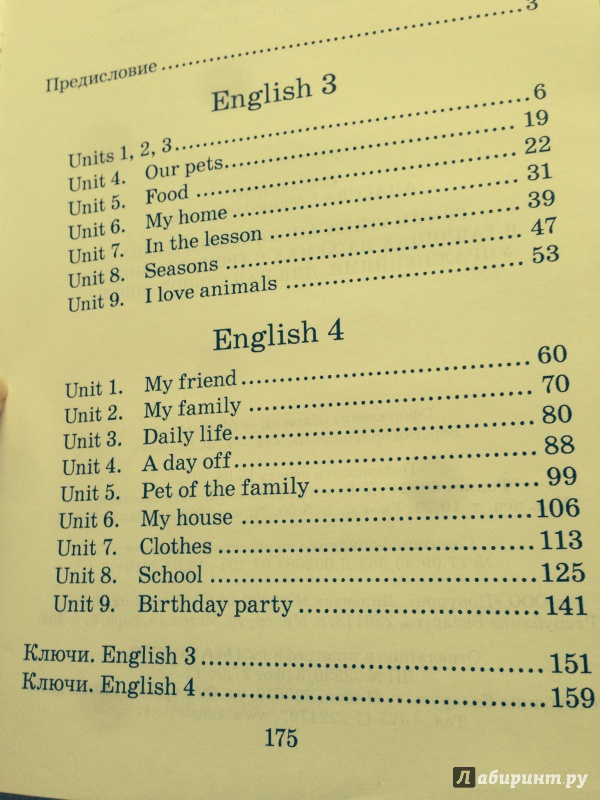 Предисловие 3
English 3
Units 1, 2, 3 6
Unit 4. Our pets 19
Unit 5. Food 22
Unit 6. My home 31
Unit 7. In the lesson 39
Unit 8. Seasons 47
Unit 9. I love animals 53
English 4
Unit 1. My friend 60
Unit 2. My family 70
Unit 3. Daily life 80
Unit 4. A day off 88
Unit 5. Pet of the family 99
Unit 6. My house 106
Unit 7. Clothes 113
Unit 8. School 125
Unit 9. Birthday party 141
Ключи. English 3 151
Ключи. English 4 159
175
Лабиринт.ру